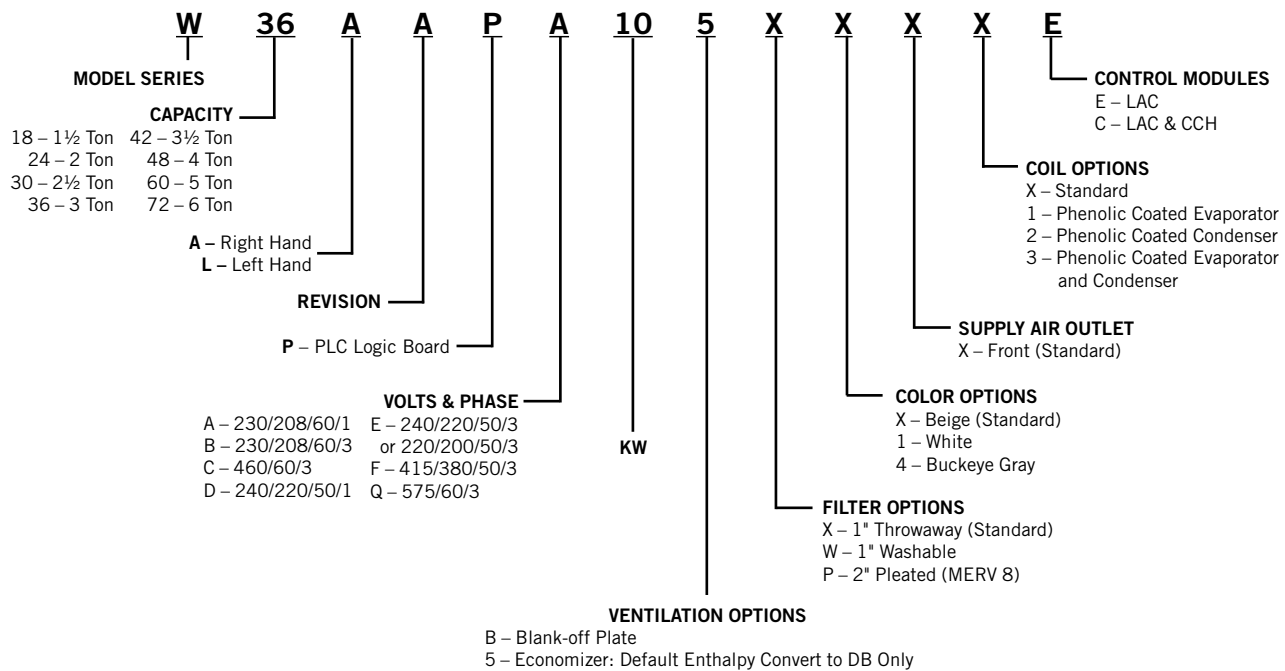 W 36 A A P A 10 5 X X X X E
MODEL SERIES
CAPACITY
18 – 1½ Ton 42 – 3½ Ton
24 – 2 Ton 48 – 4 Ton
30 – 2½ Ton 60 – 5 Ton
36 – 3 Ton 72 – 6 Ton
A – Right Hand
L – Left Hand
REVISION
P – PLC Logic Board
VOLTS & PHASE
A – 230/208/60/1 E – 240/220/50/3
B – 230/208/60/3 or 220/200/50/3
C – 460/60/3 F – 415/380/50/3
D – 240/220/50/1 Q – 575/60/3
KW
VENTILATION OPTIONS
B – Blank-off Plate
5 – Economizer: Default Enthalpy Convert to DB Only
FILTER OPTIONS
X – 1" Throwaway (Standard)
W – 1" Washable
P – 2" Pleated (MERV 8)
COLOR OPTIONS
X – Beige (Standard)
1 – White
4 – Buckeye Gray
SUPPLY AIR OUTLET
X – Front (Standard)
COIL OPTIONS
X – Standard
1 – Phenolic Coated Evaporator
2 – Phenolic Coated Condenser
3 – Phenolic Coated Evaporator
and Condenser
CONTROL MODULES
E – LAC
C – LAC & CCH